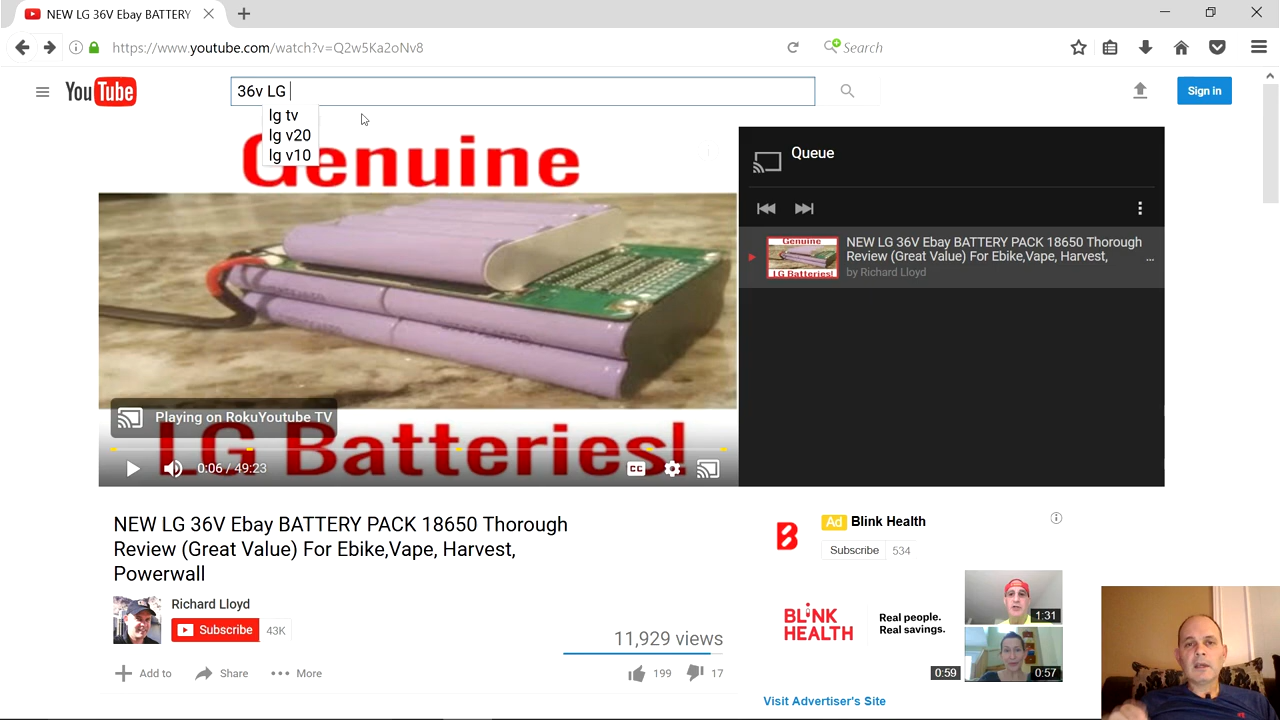 NEW LG 36V Ebay BATTERY
https://www.youtube.com/watch?v=Q2w5Ka2oNv8
Search
YouTube
36v LG
Sign in
lg tv
lg v20
lg v10
Genuine
LG Batteries!
Playing on RokuYoutube TV
0:06 / 49:23
CC
Queue
Genuine
LG Batteries!
NEW LG 36V Ebay BATTERY PACK 18650 Thorough
Review (Great Value) For Ebike,Vape, Harvest,
...
by Richard Lloyd
NEW LG 36V Ebay BATTERY PACK 18650 Thorough
Review (Great Value) For Ebike,Vape, Harvest,
Powerwall
Richard Lloyd
Subscribe 43K
11,929 views
Add to Share More
199 17
Ad Blink Health
Subscribe 534
B
BLINK
HEALTH
Real people.
Real savings.
1:31
0:59
0:57
Visit Advertiser's Site